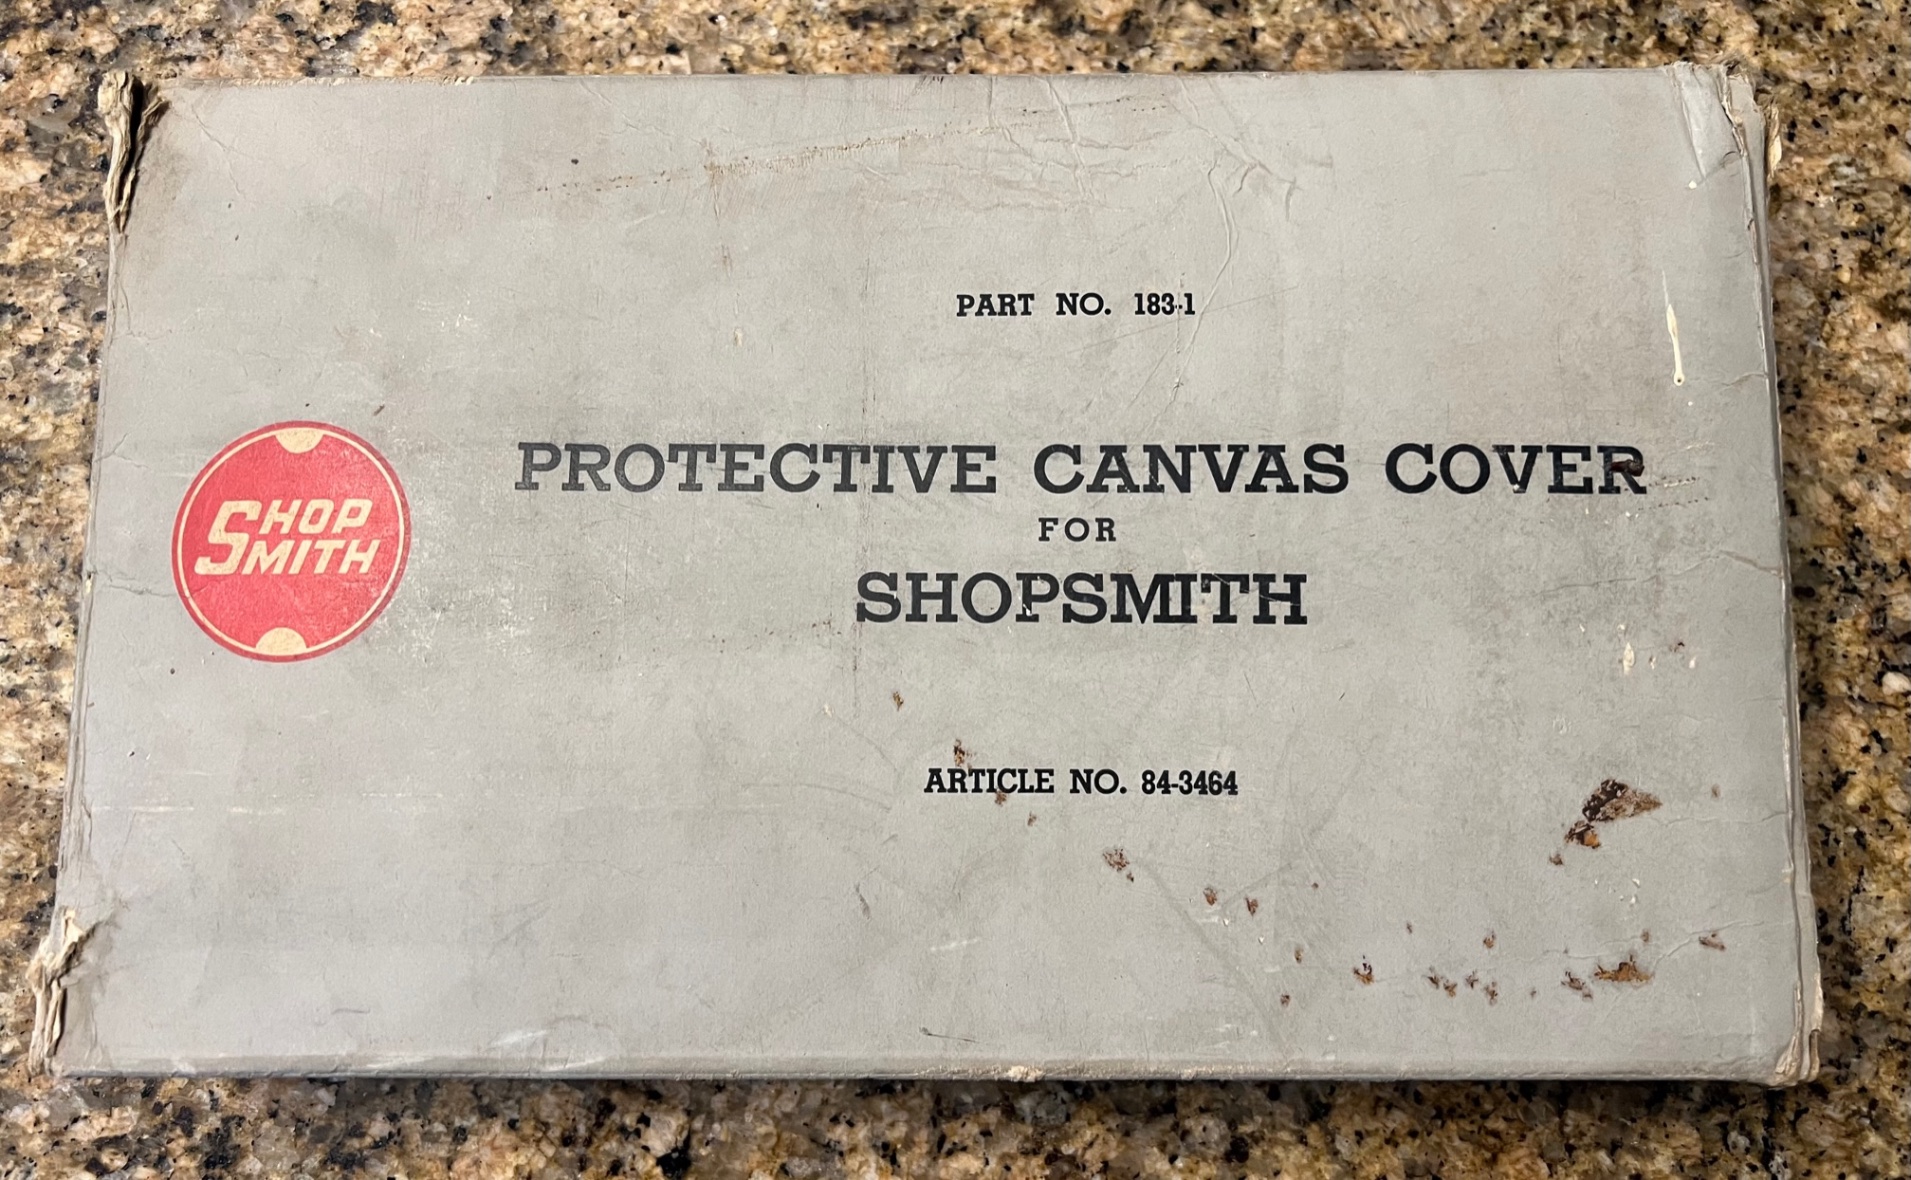 PART NO. 183-1
SHOP
SMITH
PROTECTIVE CANVAS COVER
FOR
SHOPSMITH
ARTICLE NO. 84-3464